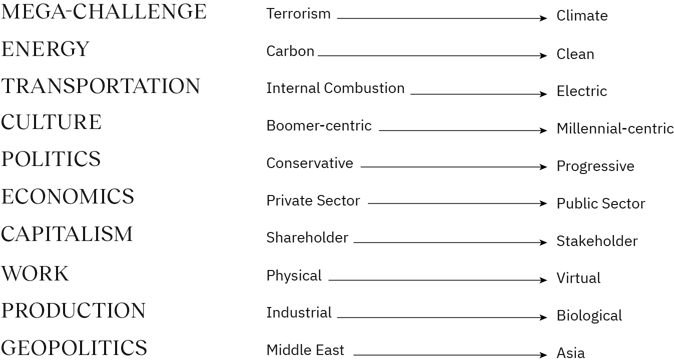 MEGA-CHALLENGE Terrorism Climate
ENERGY Carbon Clean
TRANSPORTATION Internal Combustion Electric
CULTURE Boomer-centric Millennial-centric
POLITICS Conservative Progressive
ECONOMICS Private Sector Public Sector
CAPITALISM Shareholder Stakeholder
WORK Physical Virtual
PRODUCTION Industrial Biological
GEOPOLITICS Middle East Asia